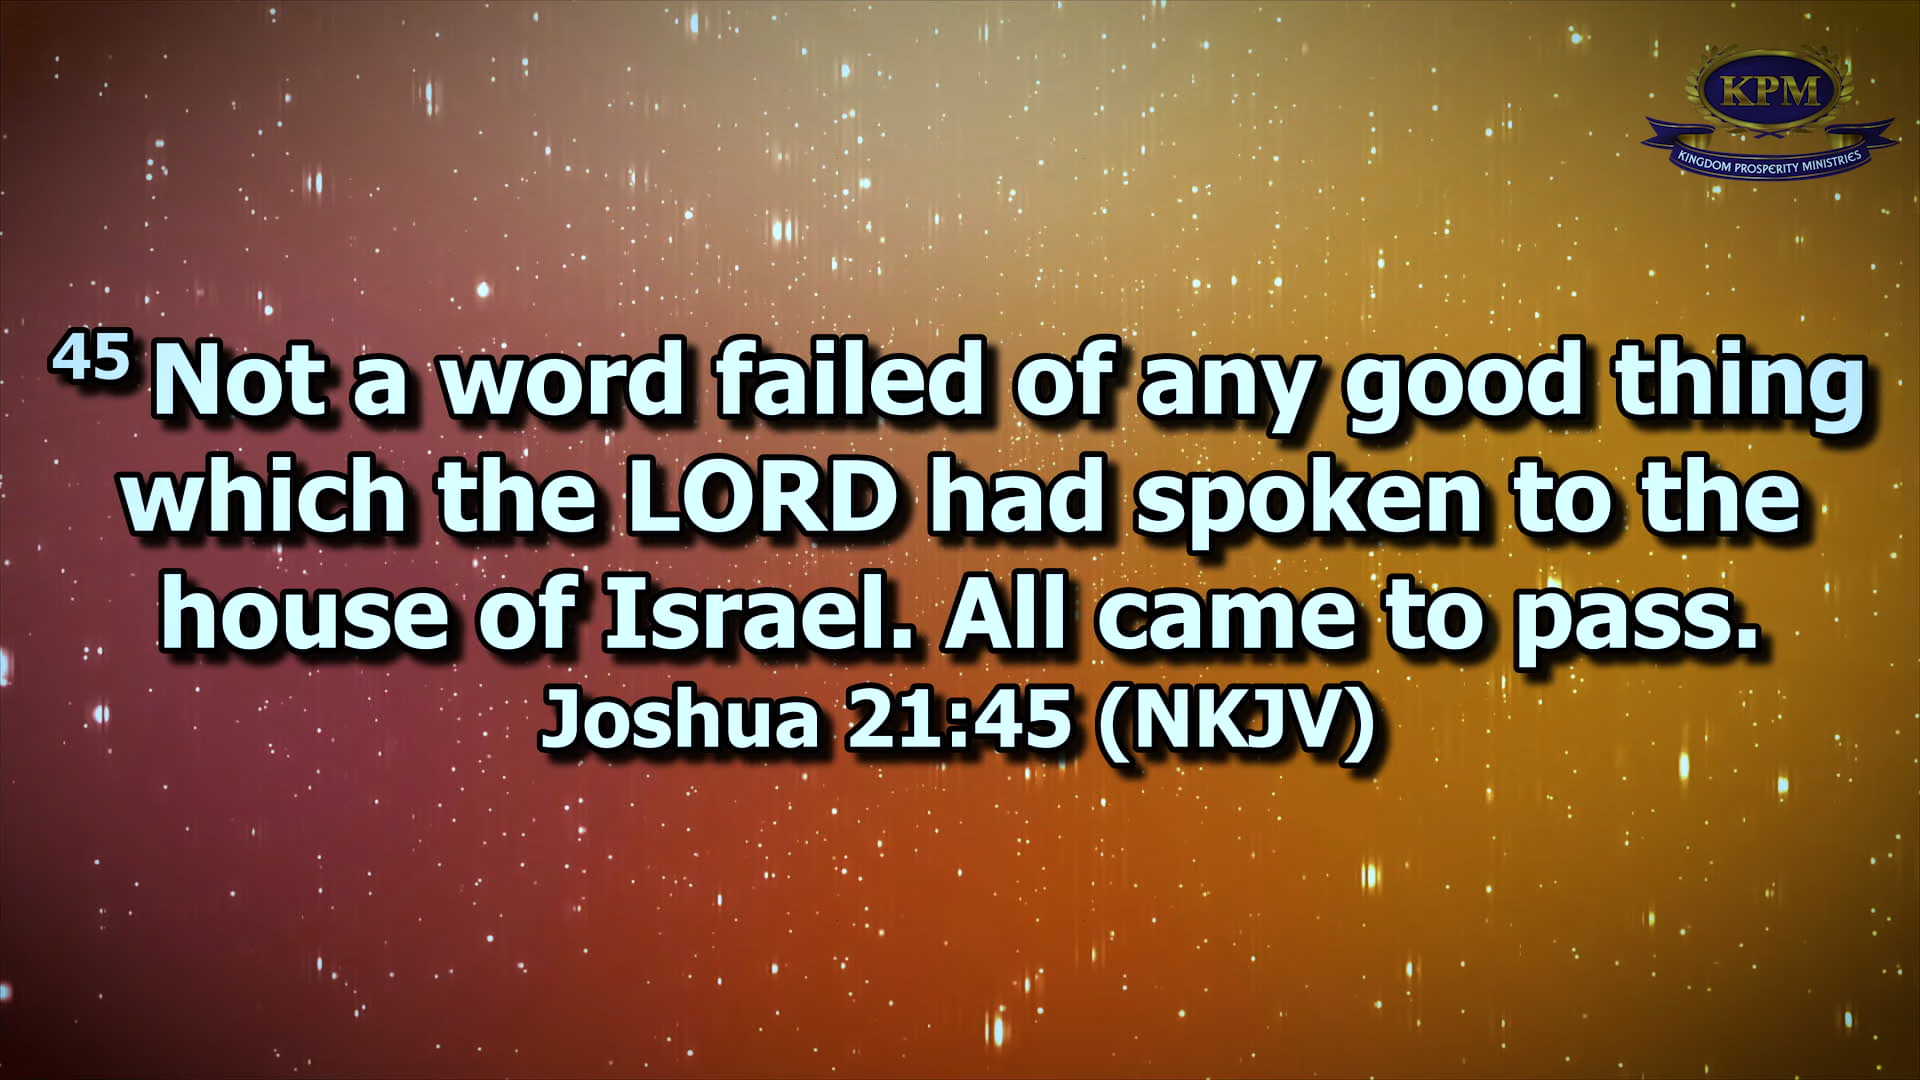 KPM
KINGDOM PROSPERITY MINISTRIES
45 Not a word failed of any good thing
which the LORD had spoken to the
house of Israel. All came to pass.
Joshua 21:45 (NKJV)